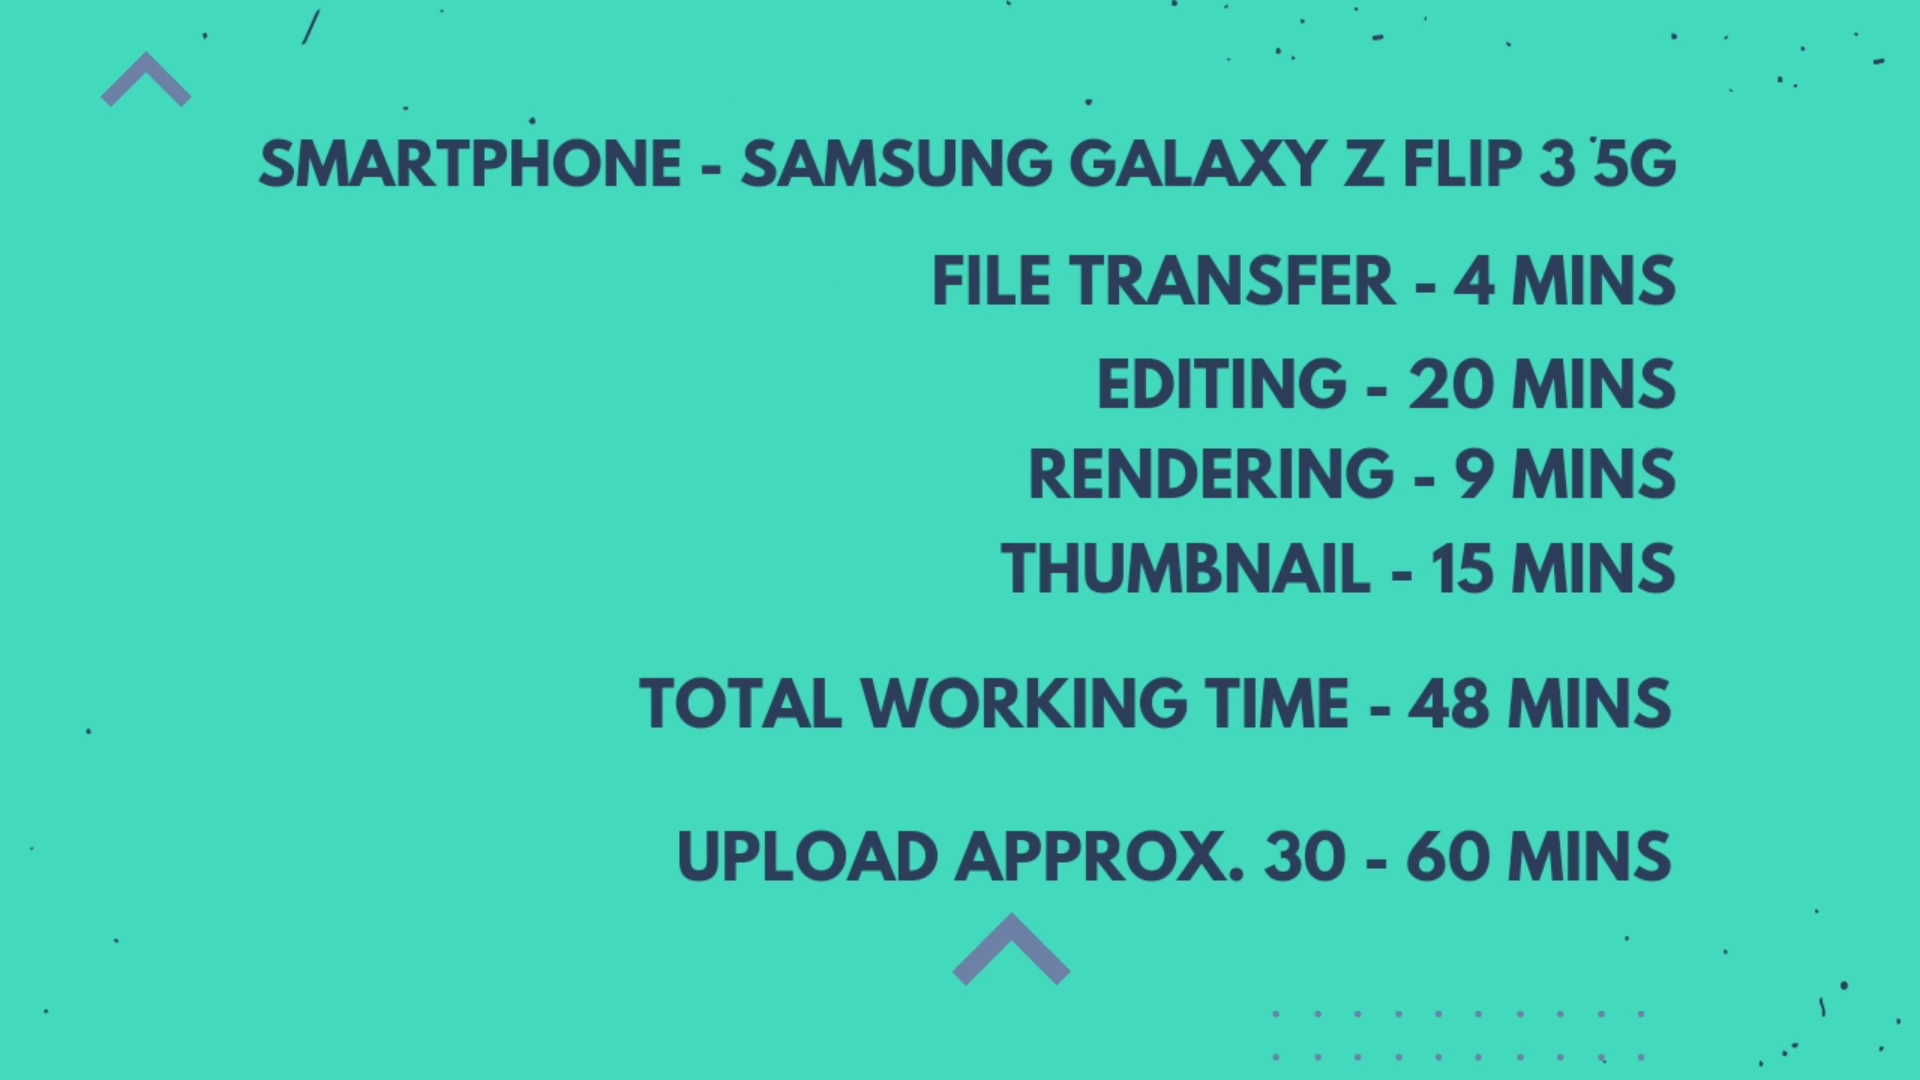 SMARTPHONE - SAMSUNG GALAXY Z FLIP 3 5G
FILE TRANSFER - 4 MINS
EDITING - 20 MINS
RENDERING - 9 MINS
THUMBNAIL - 15 MINS
TOTAL WORKING TIME - 48 MINS
UPLOAD APPROX. 30 - 60 MINS